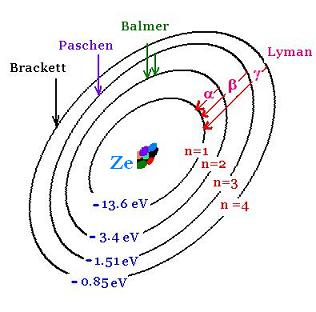 Balmer
Paschen
Lyman
Brackett
α
β
γ
Ze
n=1
n=2
n=3
n =4
- 13.6 eV
- 3.4 eV
- 1.51 eV
- 0.85 eV